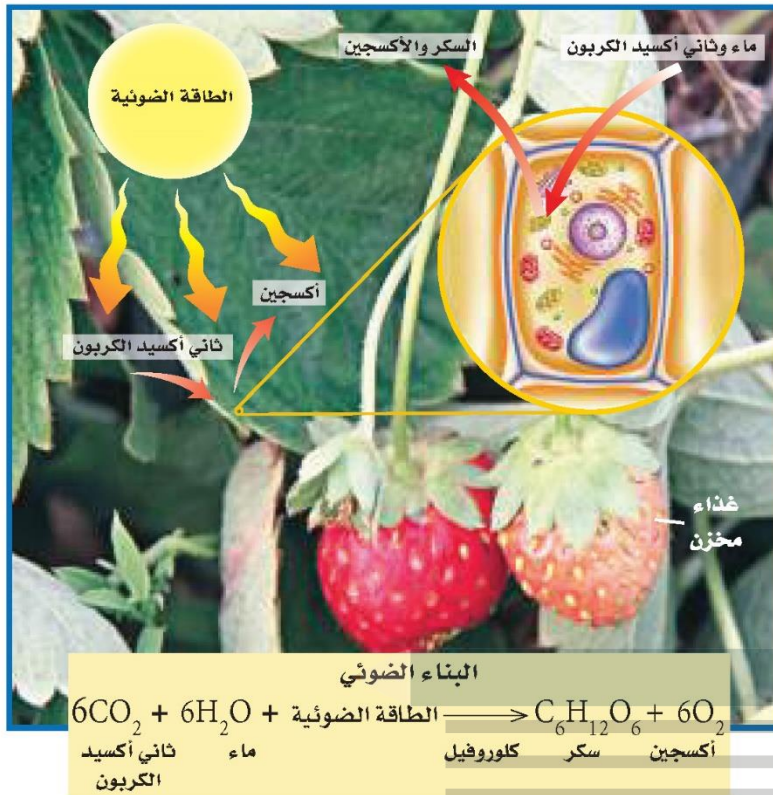 ماء وثاني أكسيد الكربون
السكر والأكسجين
الطاقة الضوئية
أكسجين
ثاني أكسيد الكربون
غذاء
مخزن
البناء الضوئي
6CO₂ + 6H₂O + الطاقة الضوئية ⟶ C₆H₁₂O₆ + 6O₂
ثاني أكسيد ماء كلوروفيل سكر أكسجين
الكربون